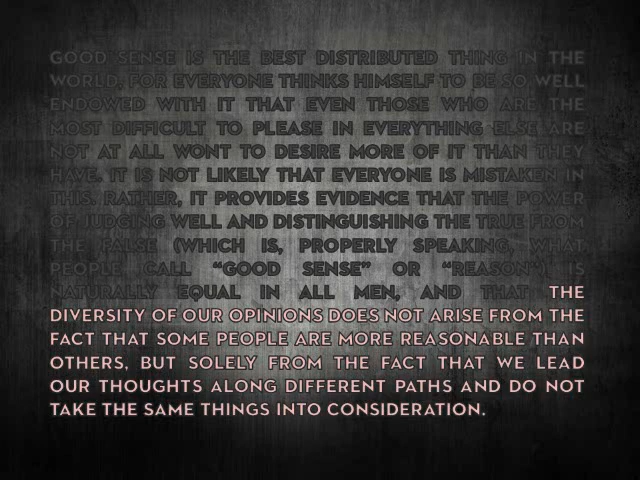 GOOD SENSE IS THE BEST DISTRIBUTED THING IN THE
WORLD, FOR EVERYONE THINKS HIMSELF TO BE SO WELL
ENDOWED WITH IT THAT EVEN THOSE WHO ARE THE
MOST DIFFICULT TO PLEASE IN EVERYTHING ELSE ARE
NOT AT ALL WONT TO DESIRE MORE OF IT THAN THEY
HAVE. IT IS NOT LIKELY THAT EVERYONE IS MISTAKEN IN
THIS. RATHER, IT PROVIDES EVIDENCE THAT THE POWER
OF JUDGING WELL AND DISTINGUISHING THE TRUE FROM
THE FALSE (WHICH IS, PROPERLY SPEAKING, WHAT
PEOPLE CALL “GOOD SENSE” OR “REASON”) IS
NATURALLY EQUAL IN ALL MEN, AND THAT THE
DIVERSITY OF OUR OPINIONS DOES NOT ARISE FROM THE
FACT THAT SOME PEOPLE ARE MORE REASONABLE THAN
OTHERS, BUT SOLELY FROM THE FACT THAT WE LEAD
OUR THOUGHTS ALONG DIFFERENT PATHS AND DO NOT
TAKE THE SAME THINGS INTO CONSIDERATION.